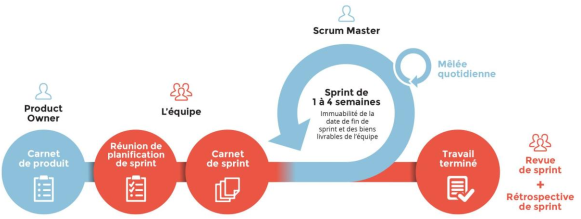 Scrum Master
Mêlée
quotidienne
Sprint de
1 à 4 semaines
Immuabilité de la
date de fin de
sprint et des biens
livrables de l'équipe
Product
Owner
L'équipe
Carnet
de produit
Réunion de
planification
de sprint
Carnet
de sprint
Travail
terminé
Revue
de sprint
+
Rétrospective
de sprint